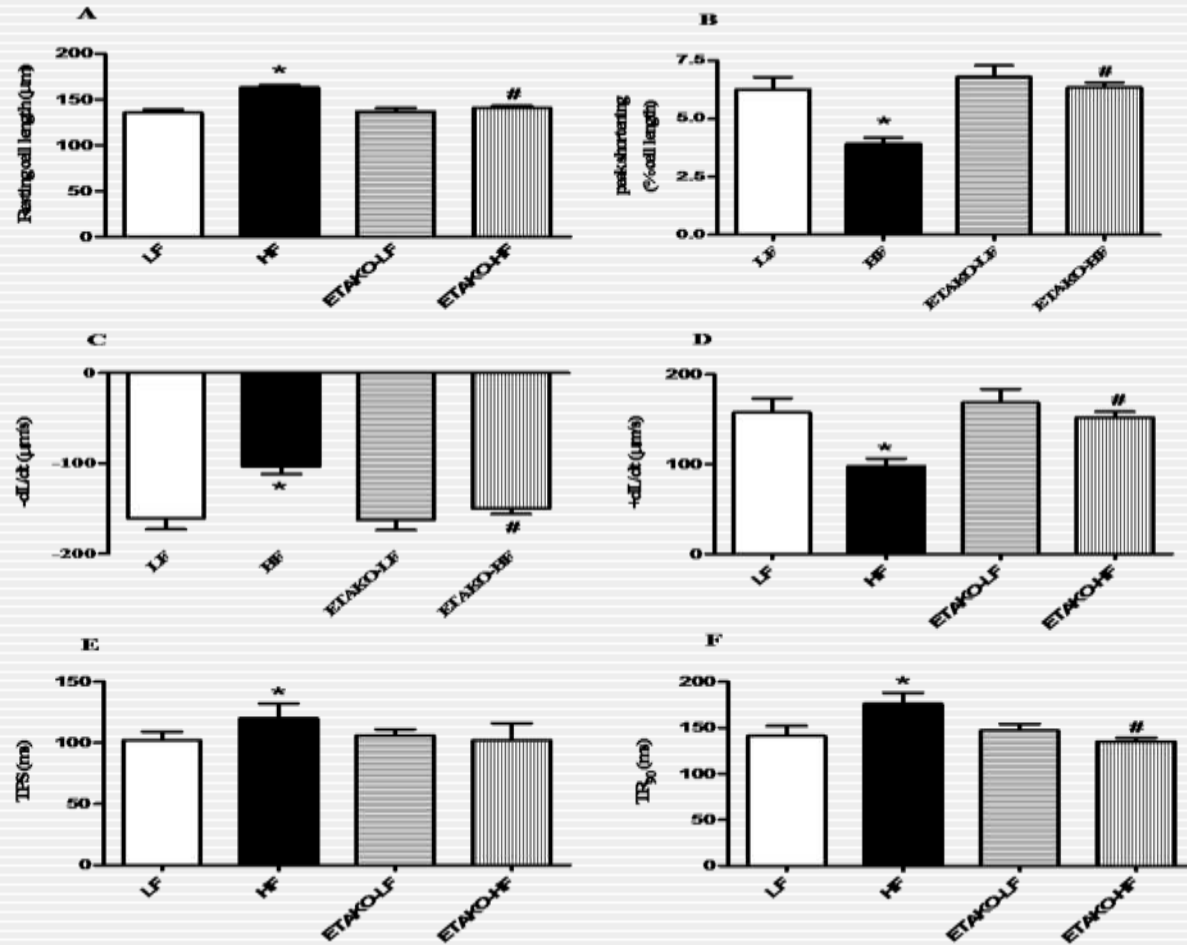 A
Resting cell length (μm)
200
150
100
50
0
*
#
LF
HF
ETAKO-LF
ETAKO-HF
B
peak shortening
(% cell length)
7.5
5.0
2.5
0.0
*
#
LF
HF
ETAKO-LF
ETAKO-HF
C
-dL/dt (μm/s)
0
-100
-200
*
#
LF
HF
ETAKO-LF
ETAKO-HF
D
+dL/dt (μm/s)
200
100
0
*
#
LF
HF
ETAKO-LF
ETAKO-HF
E
TPS (ms)
150
100
50
0
*
LF
HF
ETAKO-LF
ETAKO-HF
F
TR90 (ms)
200
150
100
50
0
*
#
LF
HF
ETAKO-LF
ETAKO-HF